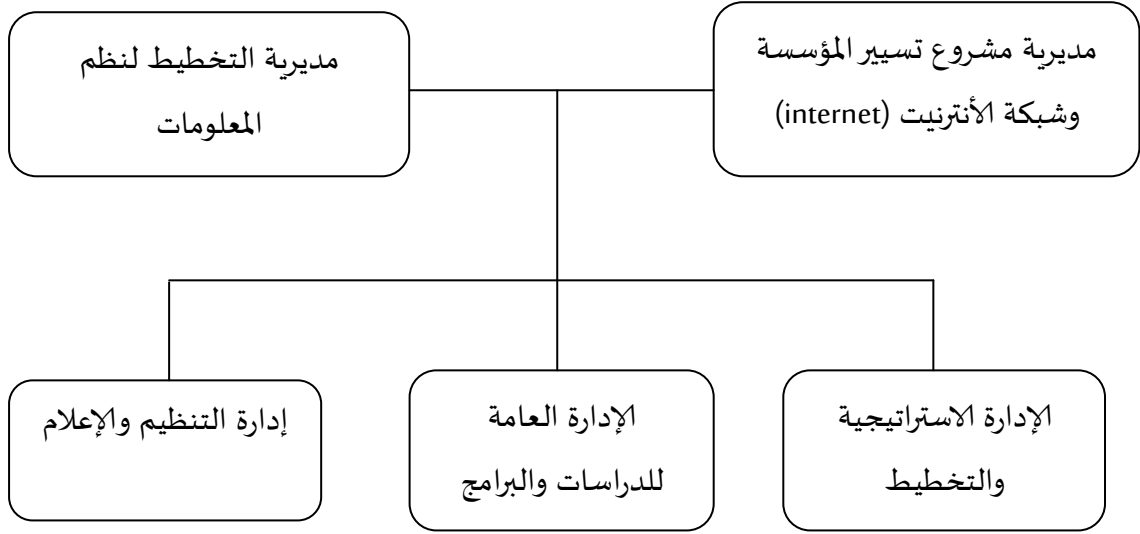 مديرية مشروع تسيير المؤسسة
وشبكة الأنترنيت (internet)
مديرية التخطيط لنظم
المعلومات
الإدارة الاستراتيجية
والتخطيط
الإدارة العامة
للدراسات والبرامج
إدارة التنظيم والإعلام